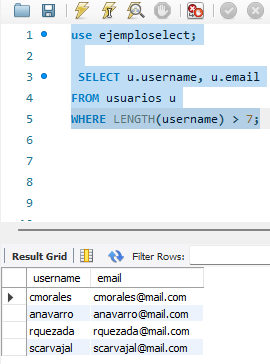 1 use ejemploselect;
2
3 SELECT u.username, u.email
4 FROM usuarios u
5 WHERE LENGTH(username) > 7;
6
7
8
9
Result Grid Filter Rows:
username email
cmorales cmorales@mail.com
anavarro anavarro@mail.com
rquezada rquezada@mail.com
scarvajal scarvajal@mail.com